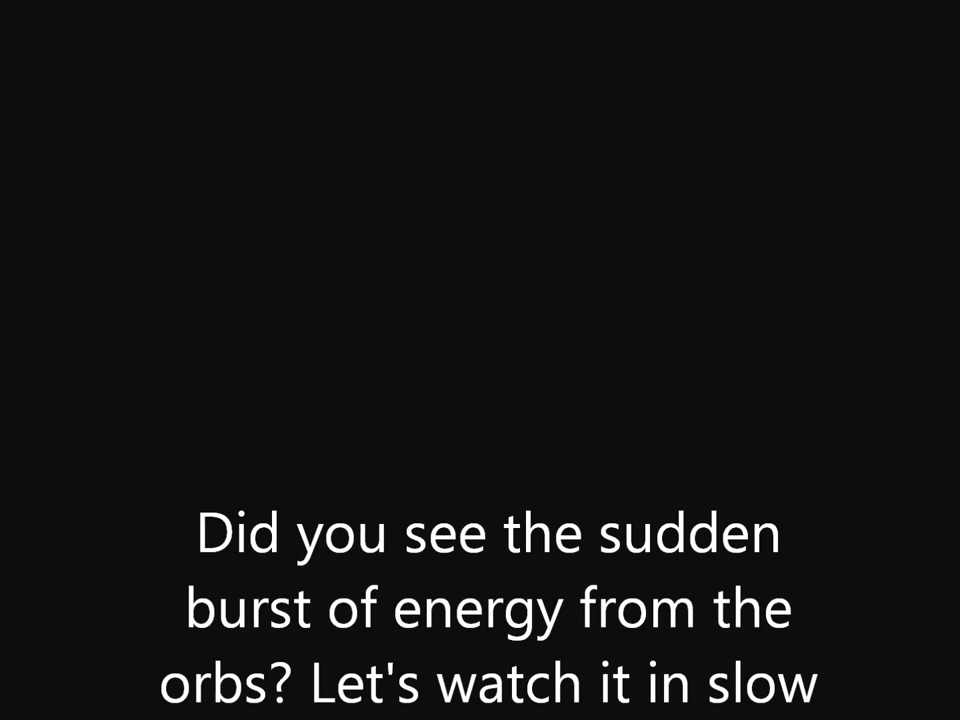 Did you see the sudden
burst of energy from the
orbs? Let's watch it in slow